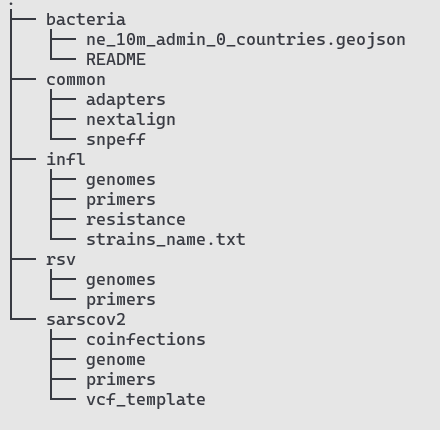 .
├── bacteria
│   ├── ne_10m_admin_0_countries.geojson
│   └── README
├── common
│   ├── adapters
│   ├── nextalign
│   └── snpeff
├── infl
│   ├── genomes
│   ├── primers
│   ├── resistance
│   └── strains_name.txt
├── rsv
│   ├── genomes
│   └── primers
└── sarscov2
    ├── coinfections
    ├── genome
    ├── primers
    └── vcf_template